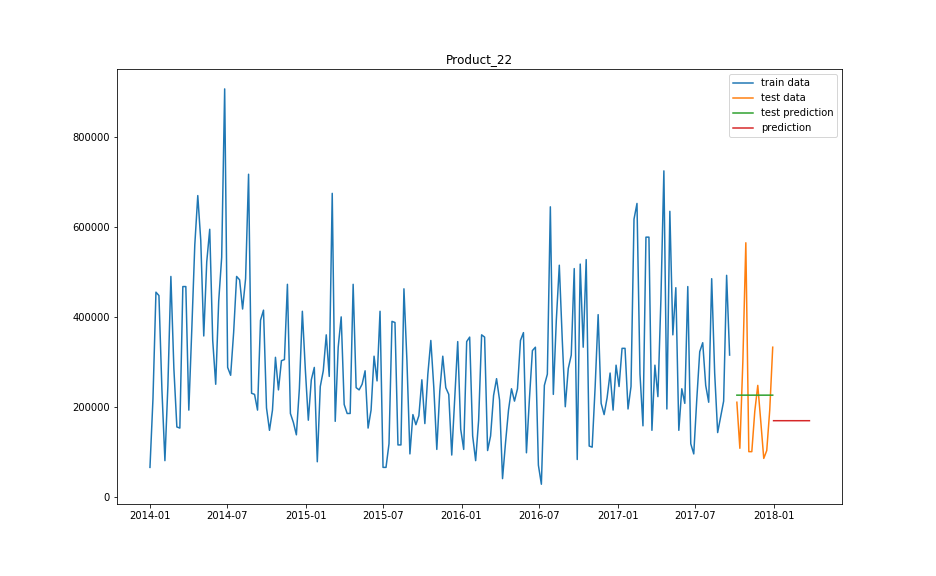 Product_22
train data
test data
test prediction
prediction
800000
600000
400000
200000
0
2014-01 2014-07 2015-01 2015-07 2016-01 2016-07 2017-01 2017-07 2018-01